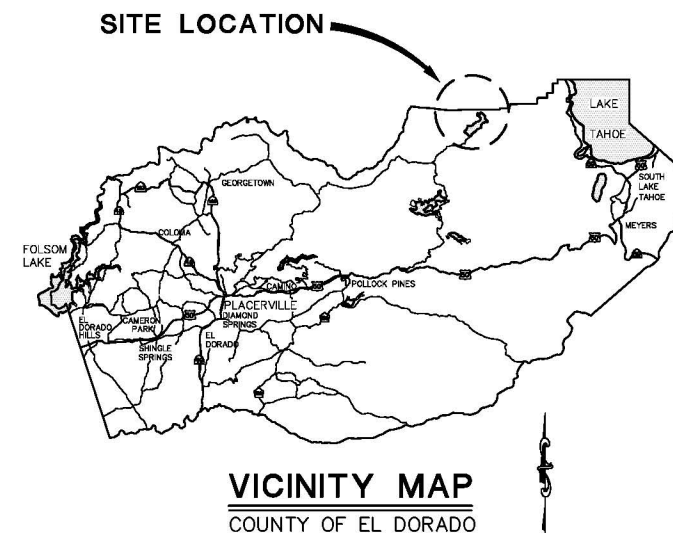 SITE LOCATION
LAKE
TAHOE
GEORGETOWN
SOUTH
LAKE
TAHOE
MEYERS
COLOMA
FOLSOM
LAKE
CAMINO
POLLOCK PINES
PLACERVILLE
DIAMOND
SPRINGS
EL
DORADO
HILLS
CAMERON
PARK
SHINGLE
SPRINGS
EL
DORADO
VICINITY MAP
COUNTY OF EL DORADO